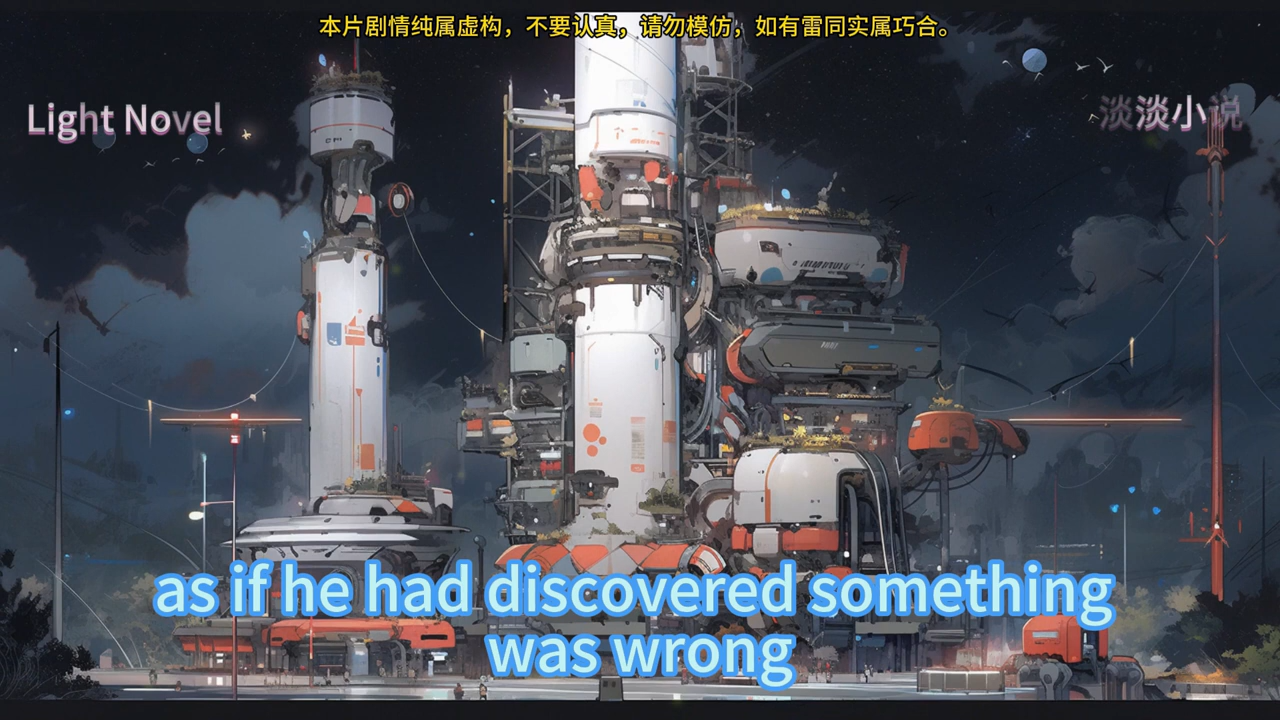 本片剧情纯属虚构，不要认真，请勿模仿，如有雷同实属巧合。
Light Novel
淡淡小说
as if he had discovered something
was wrong